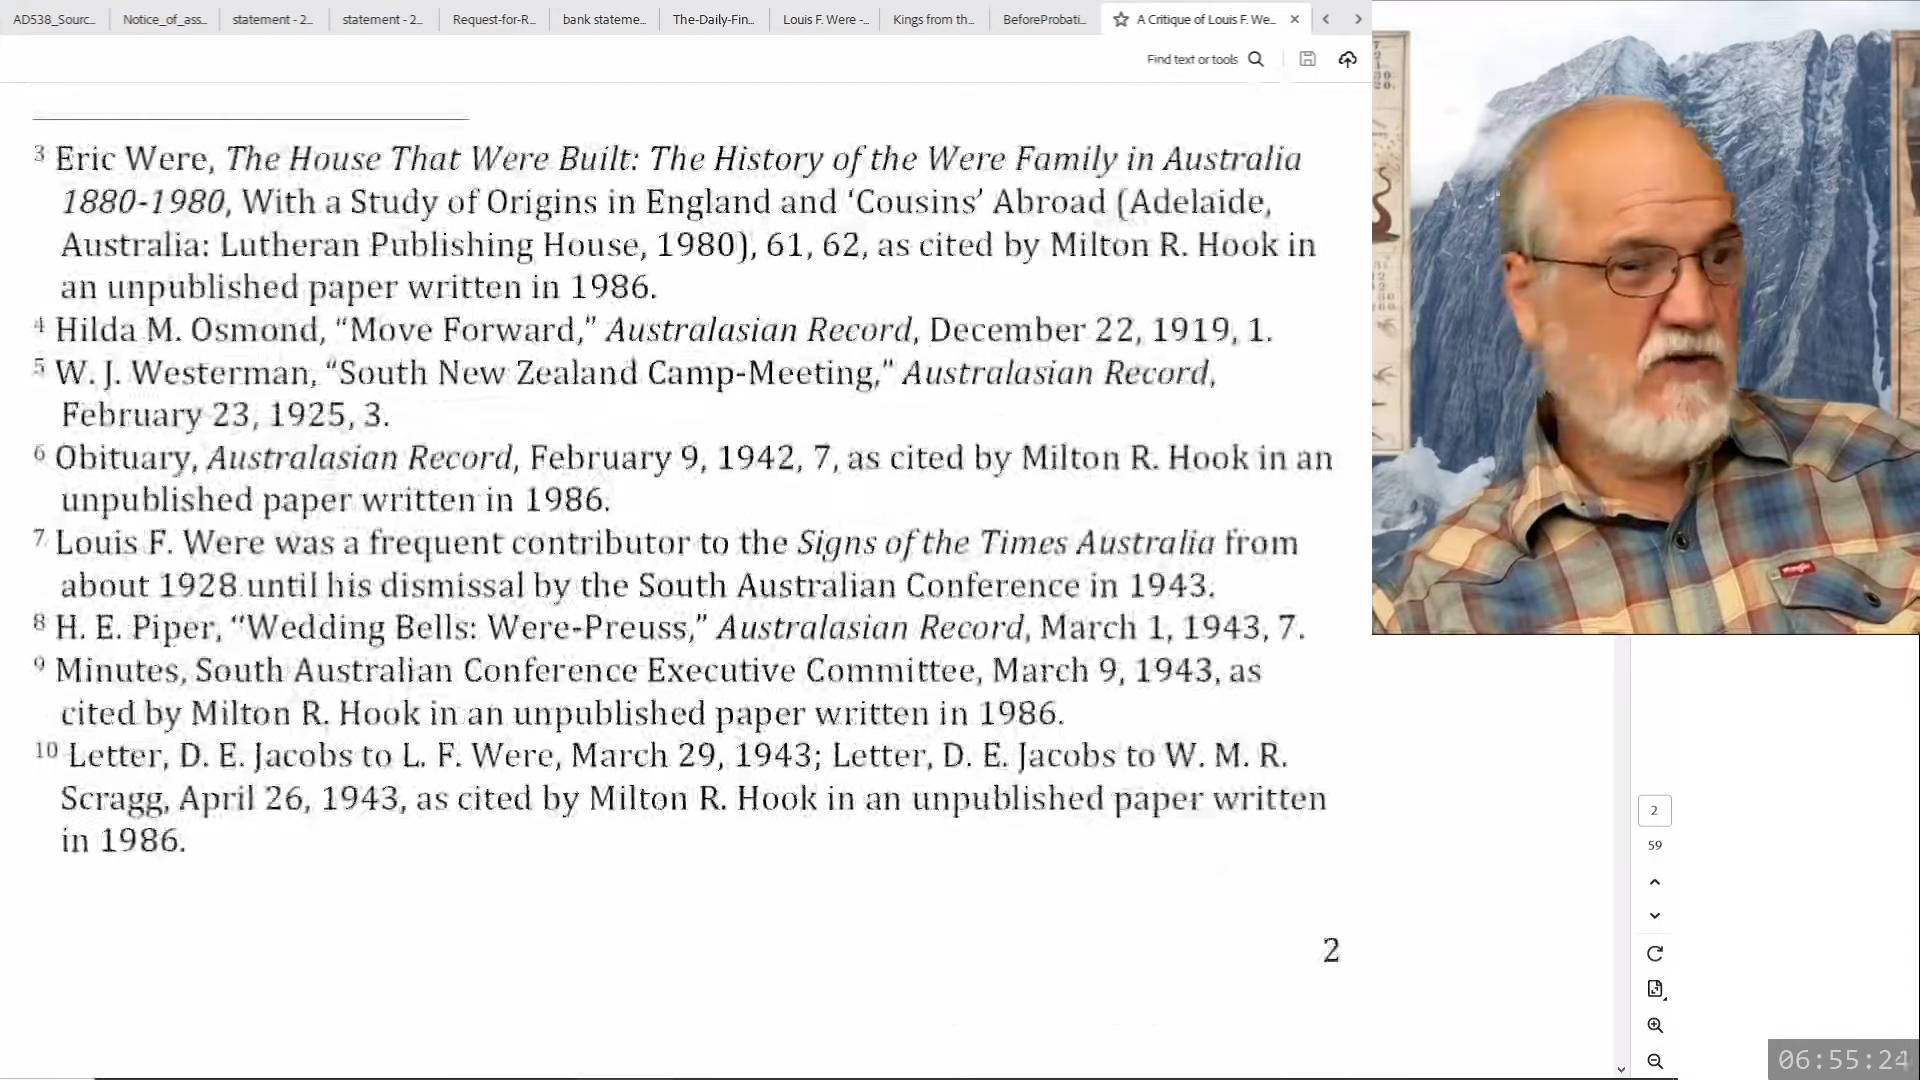 AD538_Sourc...
Notice_of_ass...
statement - 2...
statement - 2...
Request-for-R...
bank stateme...
The-Daily-Fin...
Louis F. Were -...
Kings from th...
BeforeProbati...
A Critique of Louis F. We...
Find text or tools
3 Eric Were, The House That Were Built: The History of the Were Family in Australia
1880-1980, With a Study of Origins in England and ‘Cousins’ Abroad (Adelaide,
Australia: Lutheran Publishing House, 1980), 61, 62, as cited by Milton R. Hook in
an unpublished paper written in 1986.
4 Hilda M. Osmond, “Move Forward,” Australasian Record, December 22, 1919, 1.
5 W. J. Westerman, “South New Zealand Camp-Meeting,” Australasian Record,
February 23, 1925, 3.
6 Obituary, Australasian Record, February 9, 1942, 7, as cited by Milton R. Hook in an
unpublished paper written in 1986.
7 Louis F. Were was a frequent contributor to the Signs of the Times Australia from
about 1928 until his dismissal by the South Australian Conference in 1943.
8 H. E. Piper, “Wedding Bells: Were-Preuss,” Australasian Record, March 1, 1943, 7.
9 Minutes, South Australian Conference Executive Committee, March 9, 1943, as
cited by Milton R. Hook in an unpublished paper written in 1986.
10 Letter, D. E. Jacobs to L. F. Were, March 29, 1943; Letter, D. E. Jacobs to W. M. R.
Scragg, April 26, 1943, as cited by Milton R. Hook in an unpublished paper written
in 1986.
2
Wrangler
2
59
06:55:24